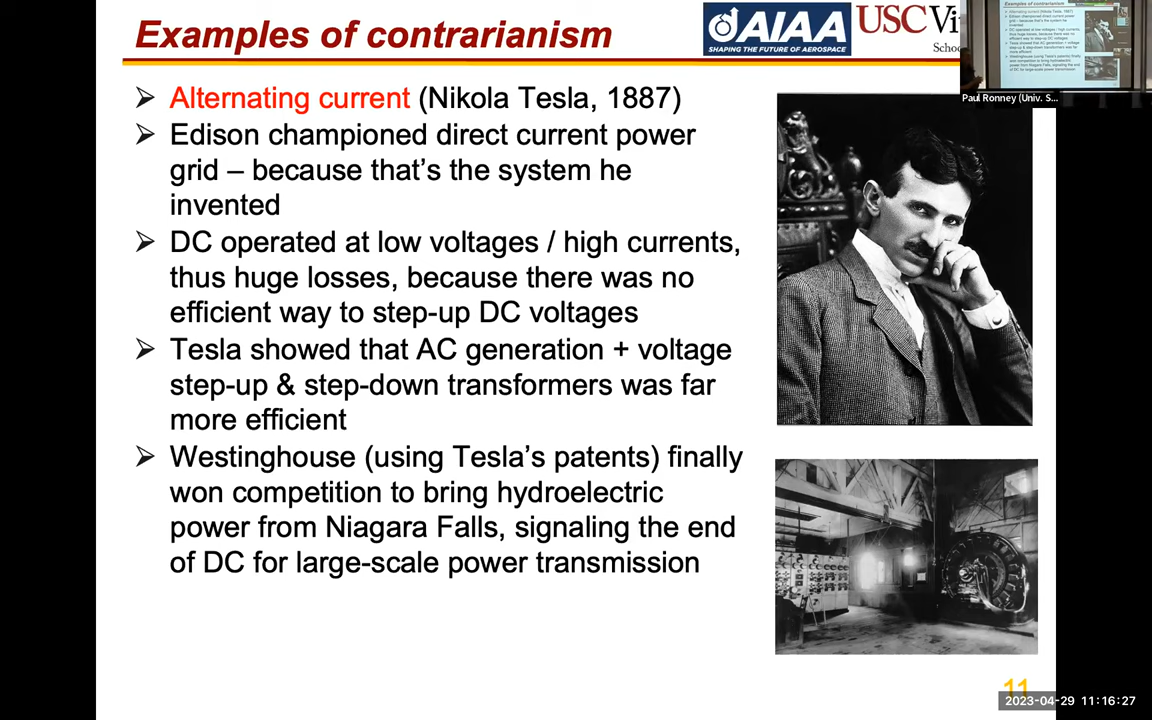 Examples of contrarianism
AIAA
SHAPING THE FUTURE OF AEROSPACE
USC Vi
Schoo
Paul Ronney (Univ. S...
➢ Alternating current (Nikola Tesla, 1887)
➢ Edison championed direct current power
grid – because that’s the system he
invented
➢ DC operated at low voltages / high currents,
thus huge losses, because there was no
efficient way to step-up DC voltages
➢ Tesla showed that AC generation + voltage
step-up & step-down transformers was far
more efficient
➢ Westinghouse (using Tesla’s patents) finally
won competition to bring hydroelectric
power from Niagara Falls, signaling the end
of DC for large-scale power transmission
11
2023-04-29 11:16:27